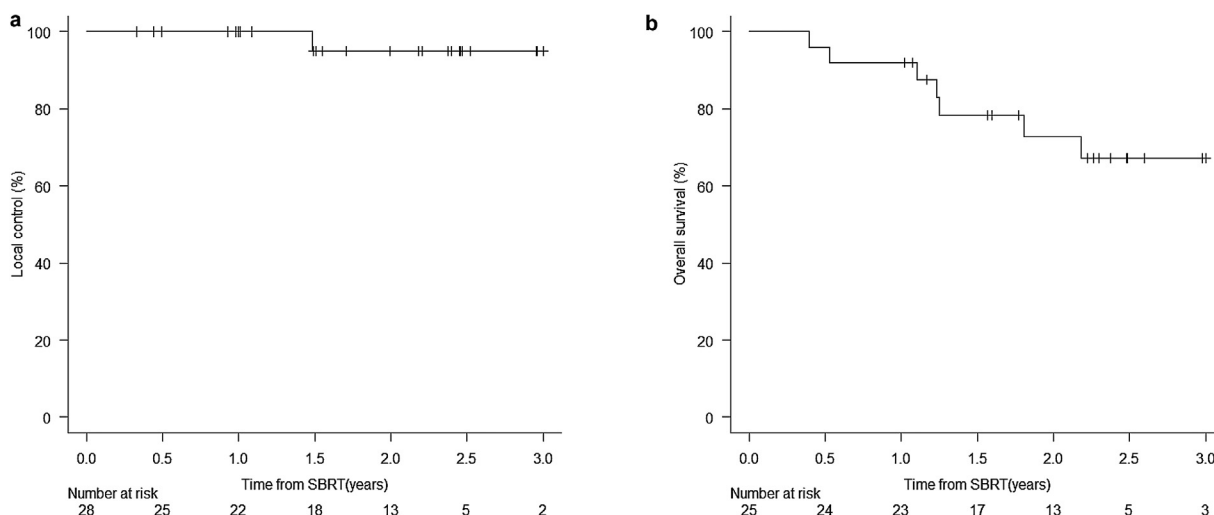 a
Local control (%)
100
80
60
40
20
0
0.0 0.5 1.0 1.5 2.0 2.5 3.0
Time from SBRT(years)
Number at risk
28 25 22 18 13 5 2
b
Overall survival (%)
100
80
60
40
20
0
0.0 0.5 1.0 1.5 2.0 2.5 3.0
Time from SBRT(years)
Number at risk
25 24 23 17 13 5 3